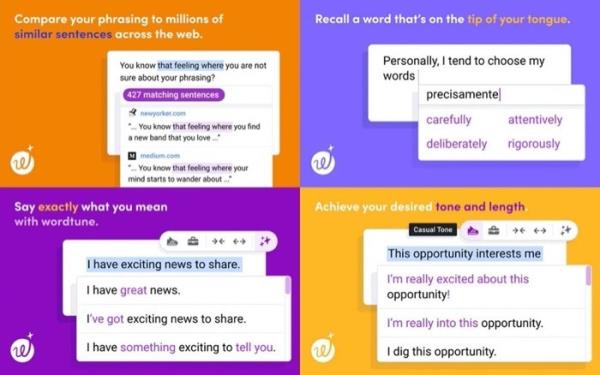 Compare your phrasing to millions of
similar sentences across the web.
You know that feeling where you are not
sure about your phrasing?
427 matching sentences
newyorker.com
"... You know that feeling where you find
a new band that you love ..."
M medium.com
"... You know that feeling where your
mind starts to wander about ..."
Recall a word that's on the tip of your tongue.
Personally, I tend to choose my
words
precisamente
carefully attentively
deliberately rigorously
Say exactly what you mean
with wordtune.
I have exciting news to share.
I have great news.
I've got exciting news to share.
I have something exciting to tell you.
Achieve your desired tone and length
Casual Tone
This opportunity interests me
I'm really excited about this
opportunity!
I'm really into this opportunity.
I dig this opportunity.